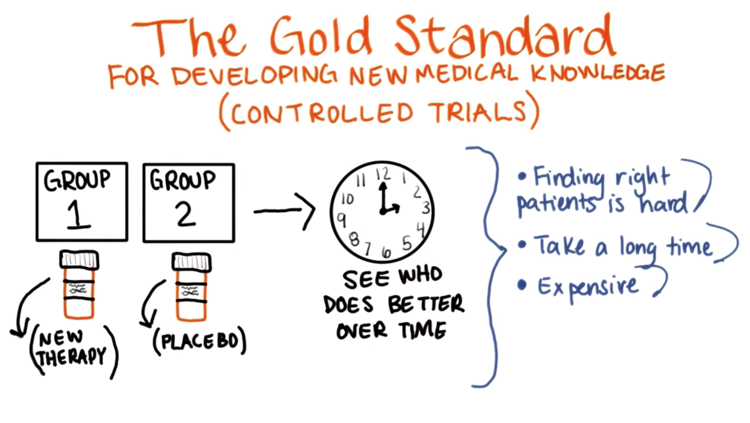 The Gold Standard
FOR DEVELOPING NEW MEDICAL KNOWLEDGE
(CONTROLLED TRIALS)
GROUP
1
GROUP
2
(NEW
THERAPY)
(PLACEBO)
12
1
2
3
4
5
6
7
8
9
10
11
SEE WHO
DOES BETTER
OVER TIME
• Finding right
patients is hard
• Take a long time
• Expensive